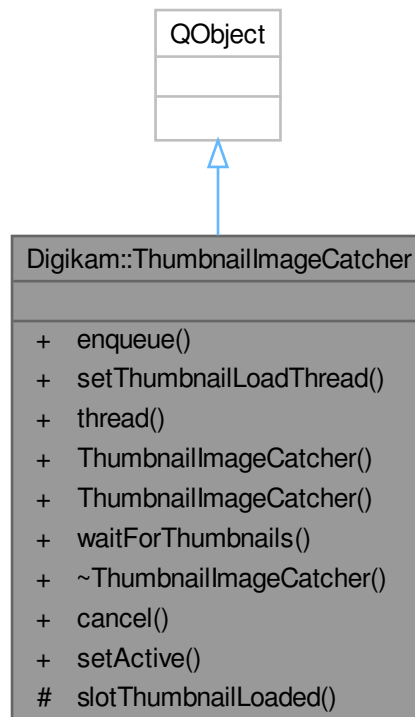 QObject
Digikam::ThumbnailImageCatcher
+ enqueue()
+ setThumbnailLoadThread()
+ thread()
+ ThumbnailImageCatcher()
+ ThumbnailImageCatcher()
+ waitForThumbnails()
+ ~ThumbnailImageCatcher()
+ cancel()
+ setActive()
# slotThumbnailLoaded()